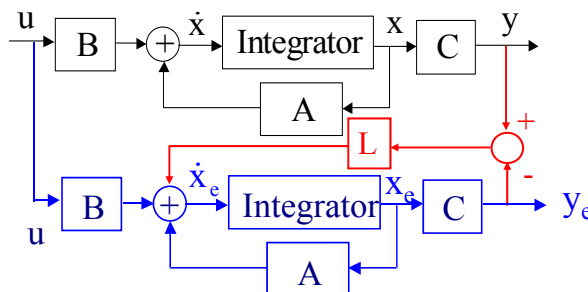 u B + ẋ Integrator x C y
A
+
L
-
u B + ẋe Integrator xe C ye
A